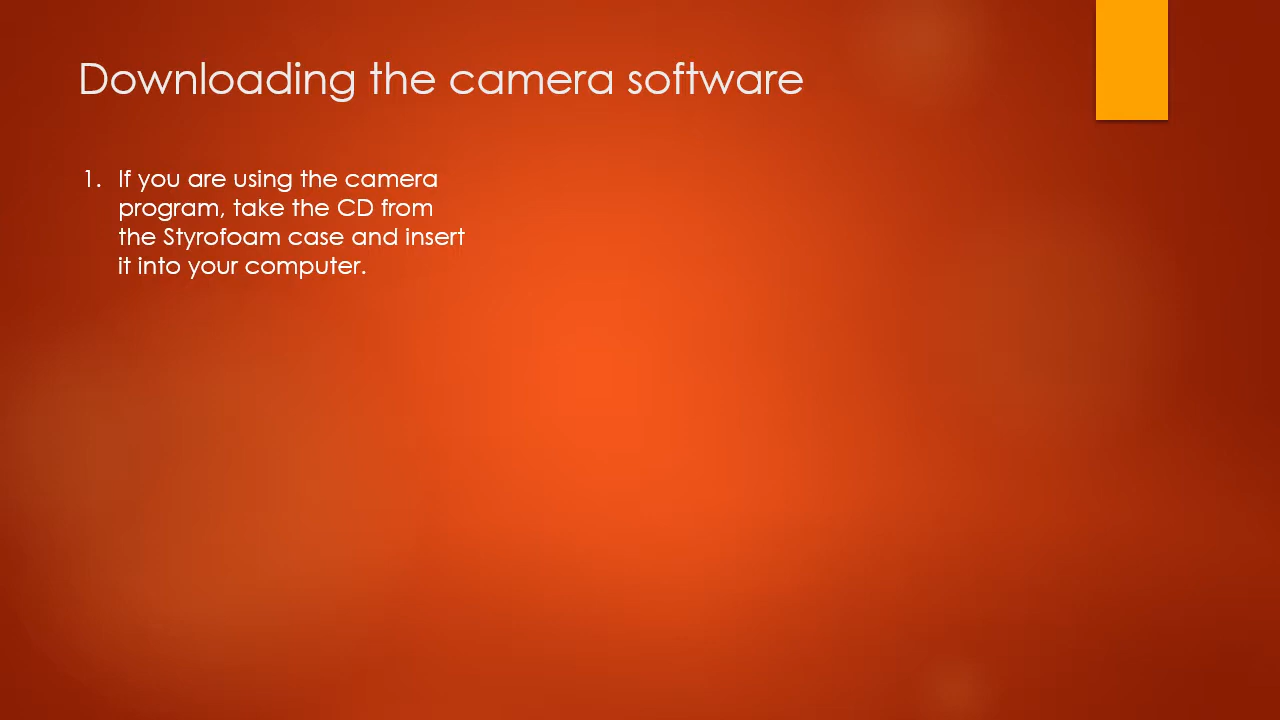 Downloading the camera software
1. If you are using the camera
program, take the CD from
the Styrofoam case and insert
it into your computer.